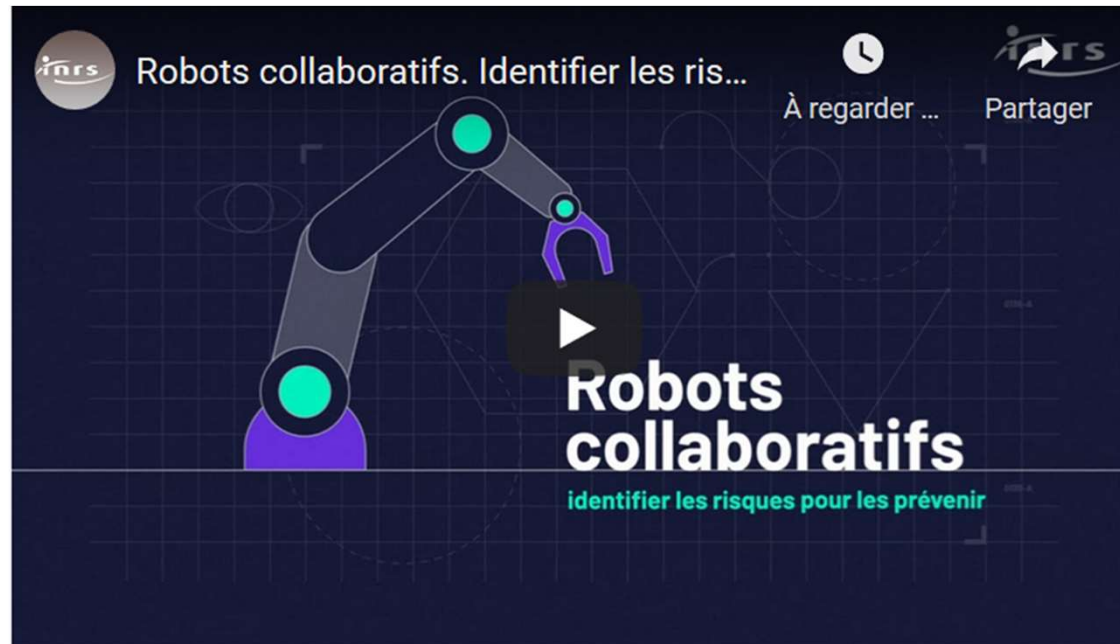 inrs
Robots collaboratifs. Identifier les ris...
inrs
À regarder ...
Partager
Robots
collaboratifs
identifier les risques pour les prévenir